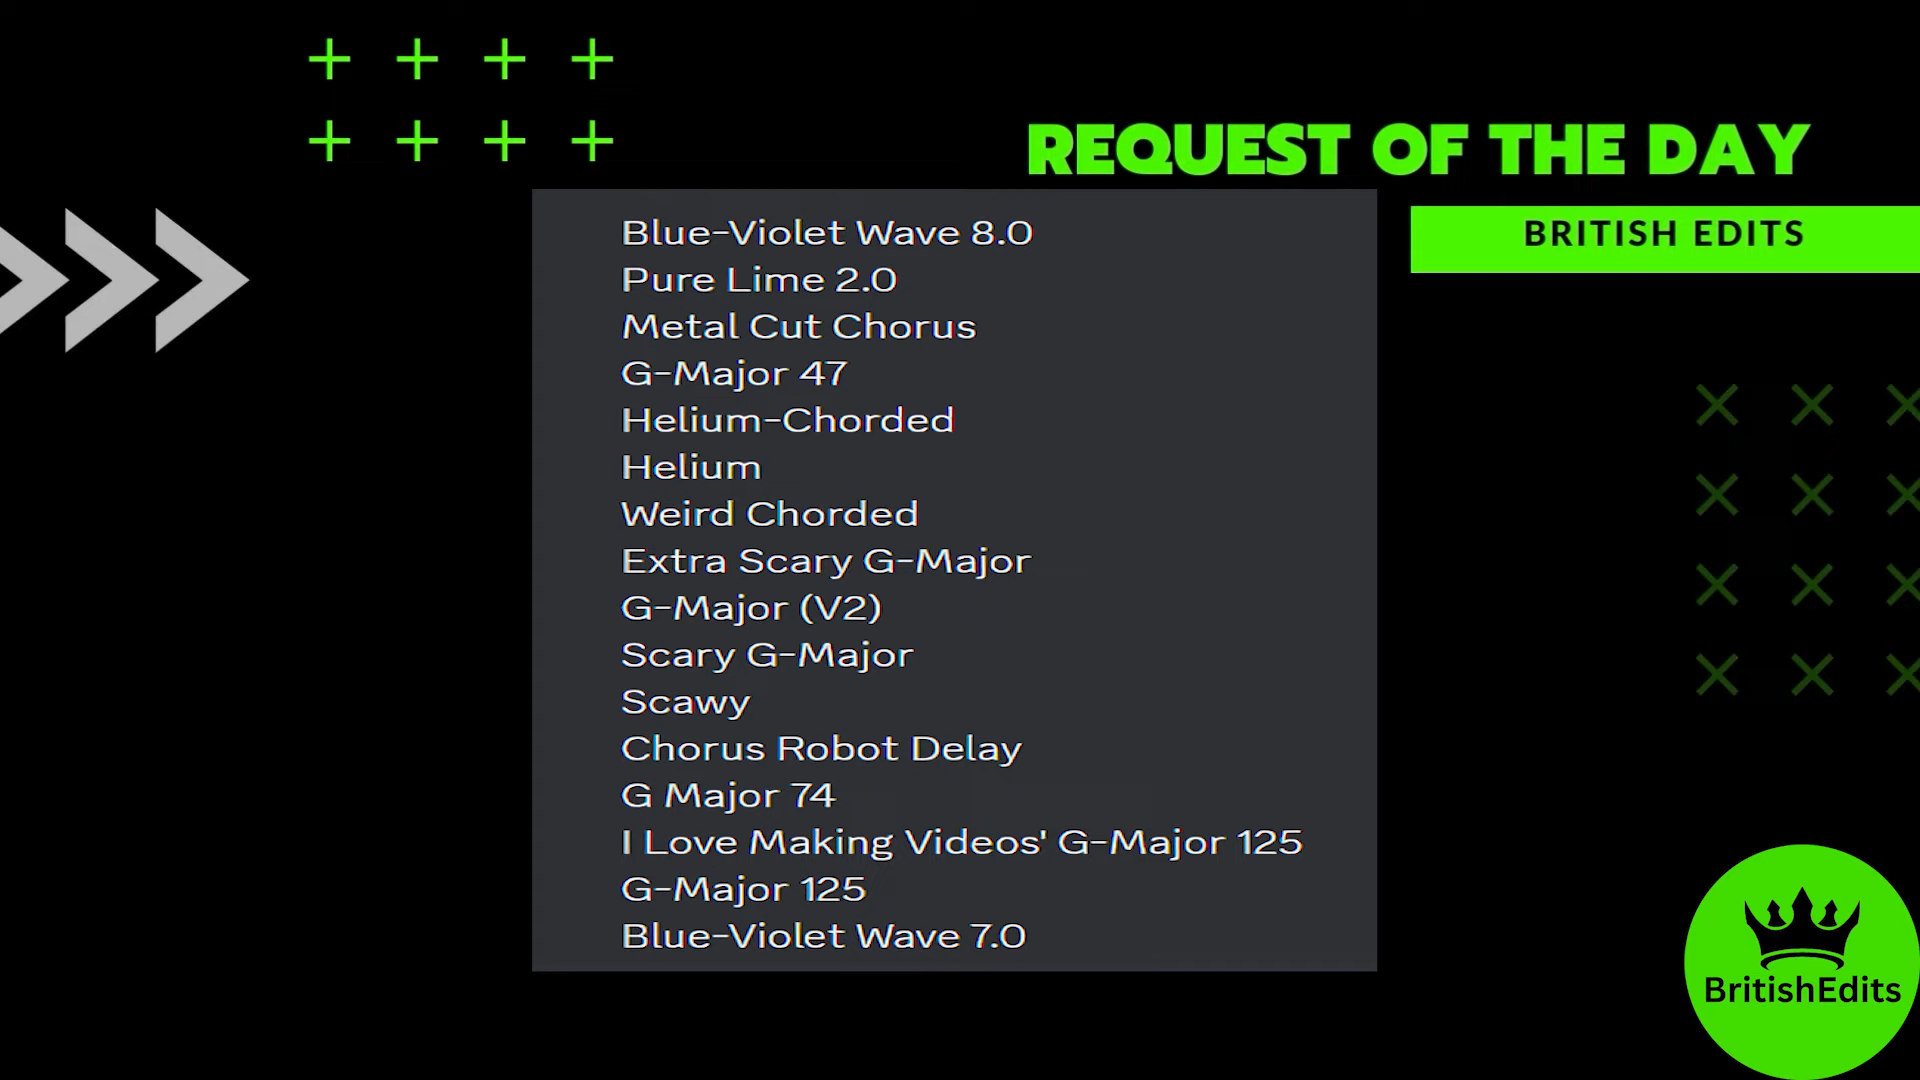 REQUEST OF THE DAY
BRITISH EDITS
Blue-Violet Wave 8.0
Pure Lime 2.0
Metal Cut Chorus
G-Major 47
Helium-Chorded
Helium
Weird Chorded
Extra Scary G-Major
G-Major (V2)
Scary G-Major
Scawy
Chorus Robot Delay
G Major 74
I Love Making Videos' G-Major 125
G-Major 125
Blue-Violet Wave 7.0
BritishEdits